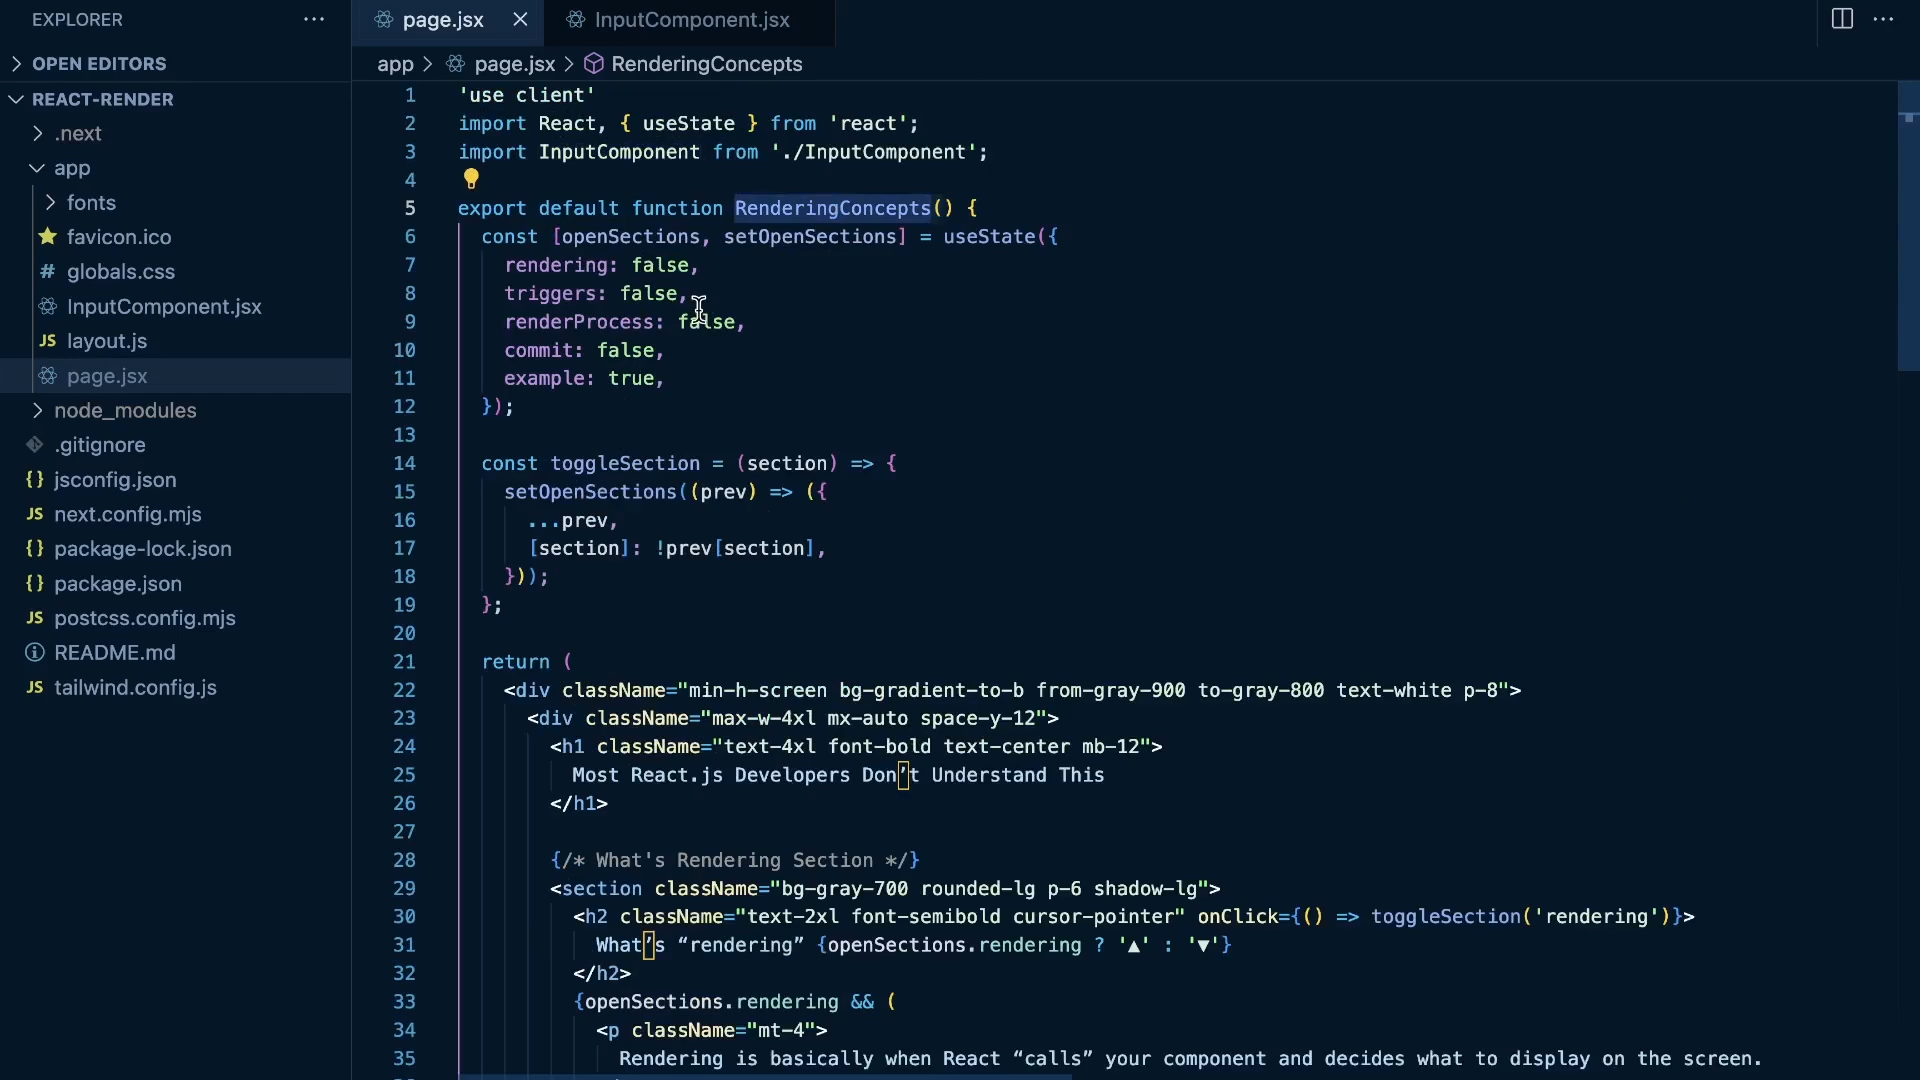 EXPLORER
OPEN EDITORS
REACT-RENDER
.next
app
fonts
favicon.ico
# globals.css
InputComponent.jsx
JS layout.js
page.jsx
node_modules
.gitignore
{} jsconfig.json
JS next.config.mjs
{} package-lock.json
{} package.json
JS postcss.config.mjs
README.md
JS tailwind.config.js
page.jsx
InputComponent.jsx
app > page.jsx > RenderingConcepts
1 'use client'
2 import React, { useState } from 'react';
3 import InputComponent from './InputComponent';
4
5 export default function RenderingConcepts() {
6 const [openSections, setOpenSections] = useState({
7 rendering: false,
8 triggers: false,
9 renderProcess: false,
10 commit: false,
11 example: true,
12 });
13
14 const toggleSection = (section) => {
15 setOpenSections((prev) => ({
16 ...prev,
17 [section]: !prev[section],
18 }));
19 };
20
21 return (
22 <div className="min-h-screen bg-gradient-to-b from-gray-900 to-gray-800 text-white p-8">
23 <div className="max-w-4xl mx-auto space-y-12">
24 <h1 className="text-4xl font-bold text-center mb-12">
25 Most React.js Developers Don’t Understand This
26 </h1>
27
28 {/* What's Rendering Section */}
29 <section className="bg-gray-700 rounded-lg p-6 shadow-lg">
30 <h2 className="text-2xl font-semibold cursor-pointer" onClick={() => toggleSection('rendering')}>
31 What’s “rendering” {openSections.rendering ? '▲' : '▼'}
32 </h2>
33 {openSections.rendering && (
34 <p className="mt-4">
35 Rendering is basically when React “calls” your component and decides what to display on the screen.